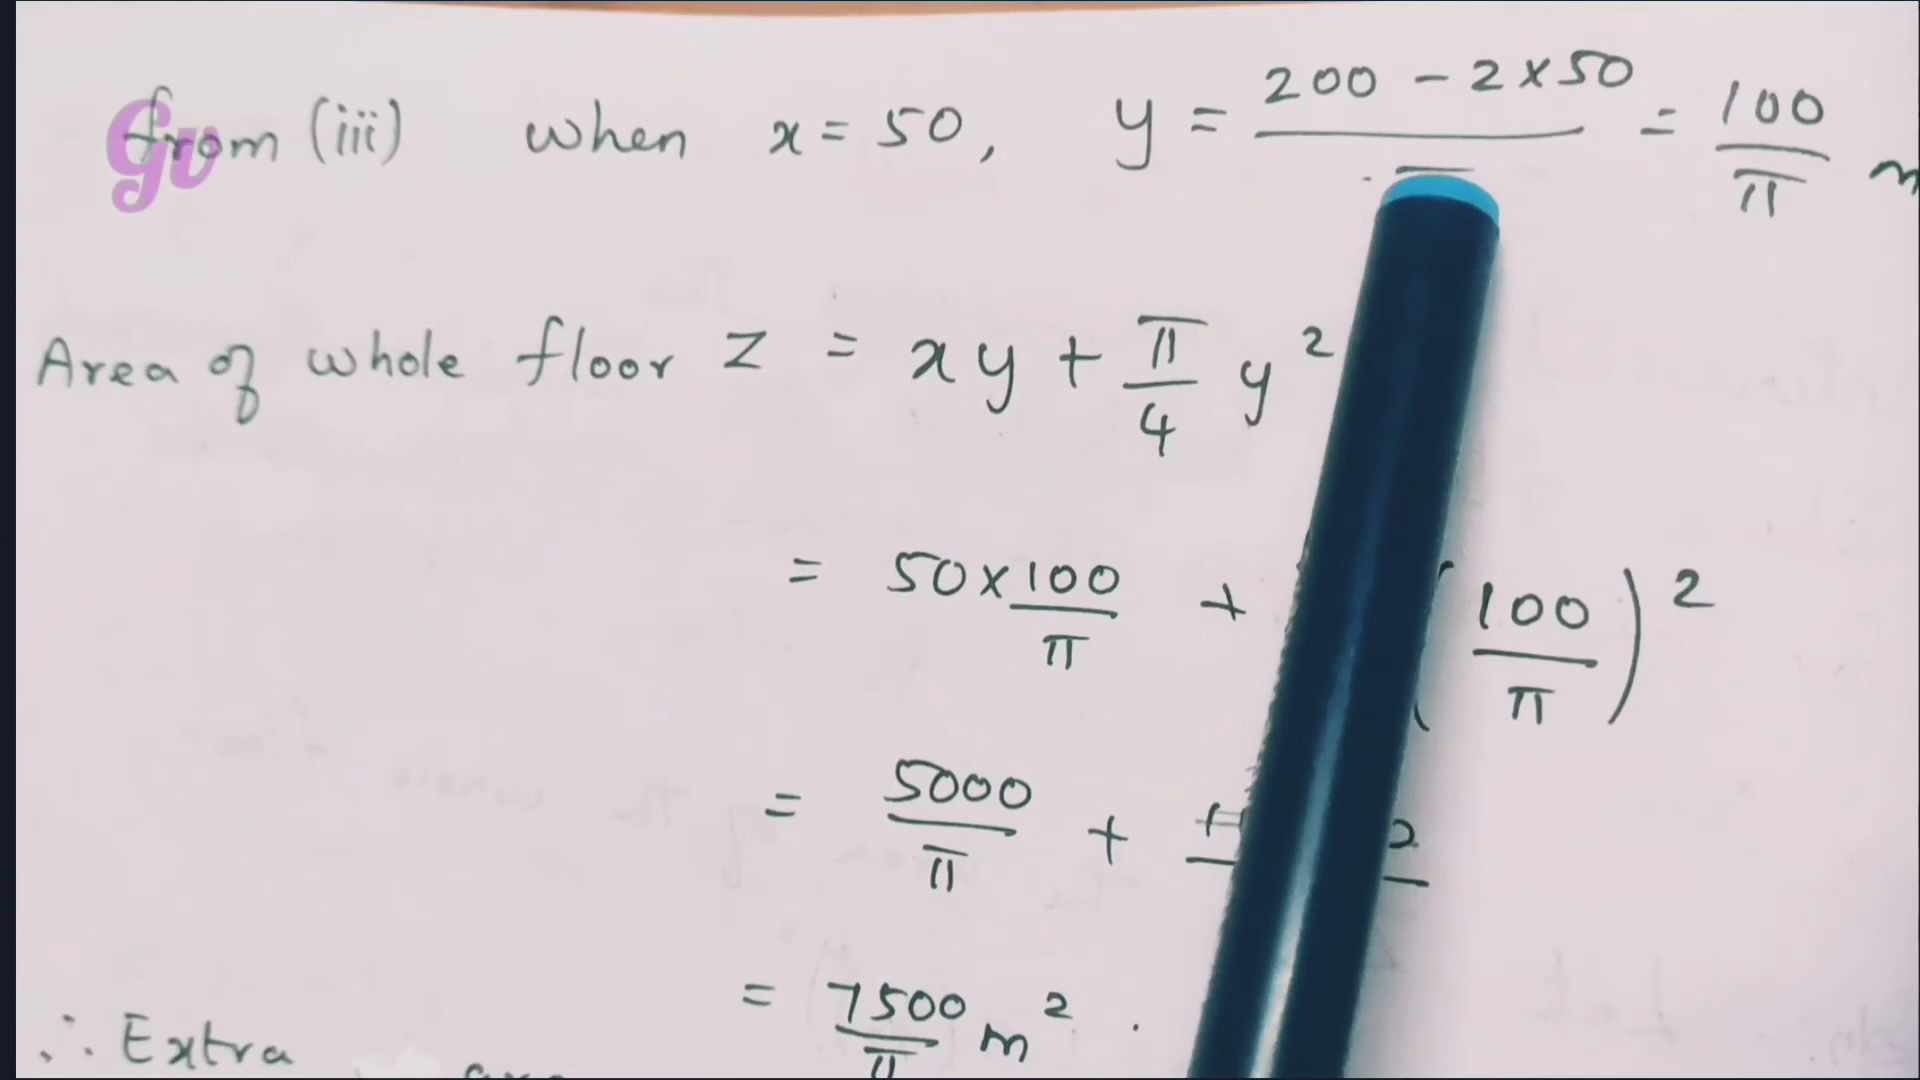 from (iii) when x = 50, y = 200 - 2 x 50 / π = 100 / π m
Area of whole floor Z = xy + π/4 y²
= 50 x 100/π + (100/π)²
= 5000/π +
= 7500/π m².
∴ Extra
Gv